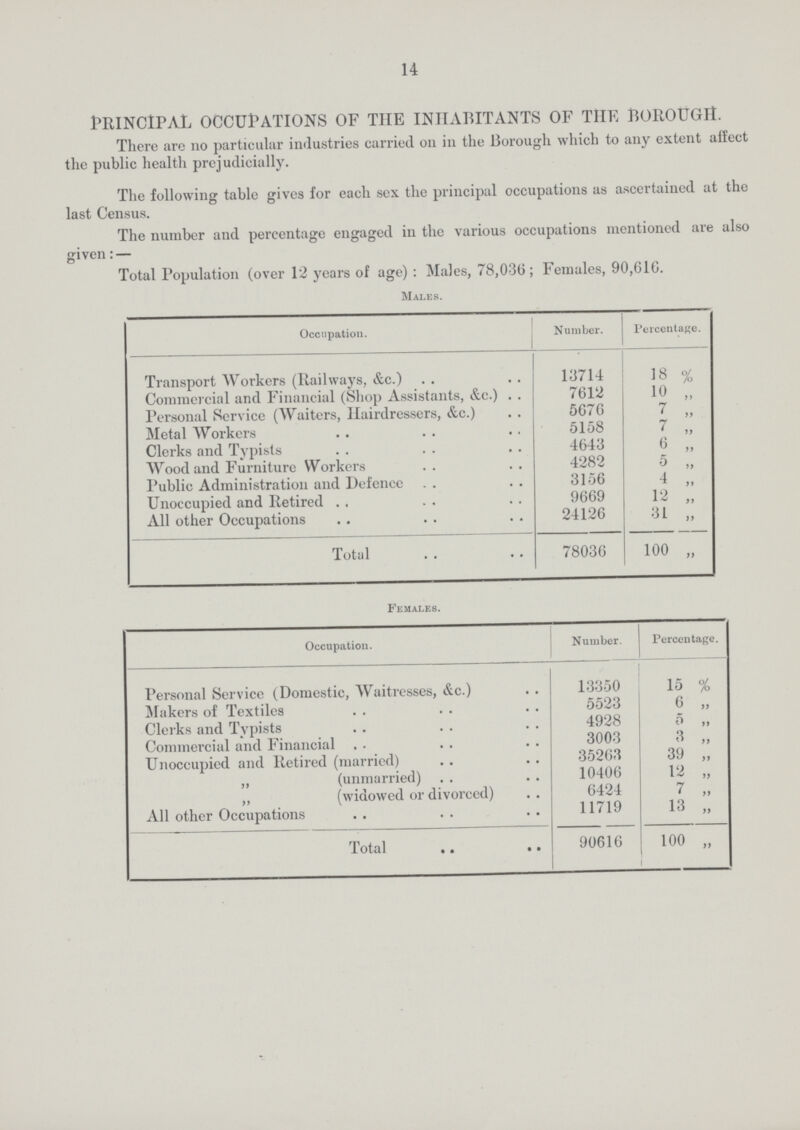 14
PRINCIPAL OCCUPATIONS OF THE INHABITANTS OF THE BOROUGH.
There are no particular industries carried on in the Borough which to any extent affect
the public health prejudicially.
The following table gives for each sex the principal occupations as ascertained at the
last Census.
The number and percentage engaged in the various occupations mentioned are also
given:—
Total Population (over 12 years of age) : Males, 78,036 ; Females, 90,616.
MALES.
Occupation. Number. Percentage.
Transport Workers (Railways, &c.) .. .. 13714 18 %
Commercial and Financial (Shop Assistants, &c.) .. 7612 10 „
Personal Service (Waiters, Hairdressers, &c.) .. 5676 7 „
Metal Workers .. .. .. 5158 7 „
Clerks and Typists .. .. .. 4643 6 „
Wood and Furniture Workers .. .. 4282 5 „
Public Administration and Defence .. .. 3156 4 „
Unoccupied and Retired .. .. .. 9669 12 „
All other Occupations .. .. .. 24126 31 „
Total .. .. 78036 100 „
FEMALES.
Occupation. Number. Percentage.
Personal Service (Domestic, Waitresses, &c.) .. 13350 15 %
Makers of Textiles .. .. .. 5523 6 „
Clerks and Typists .. .. .. 4928 5 „
Commercial and Financial .. .. .. 3003 3 „
Unoccupied and Retired (married) .. .. 35263 39 „
„ (unmarried) .. .. 10406 12 „
„ (widowed or divorced) .. 6424 7 „
All other Occupations .. .. .. 11719 13 „
Total .. .. 90616 100 „